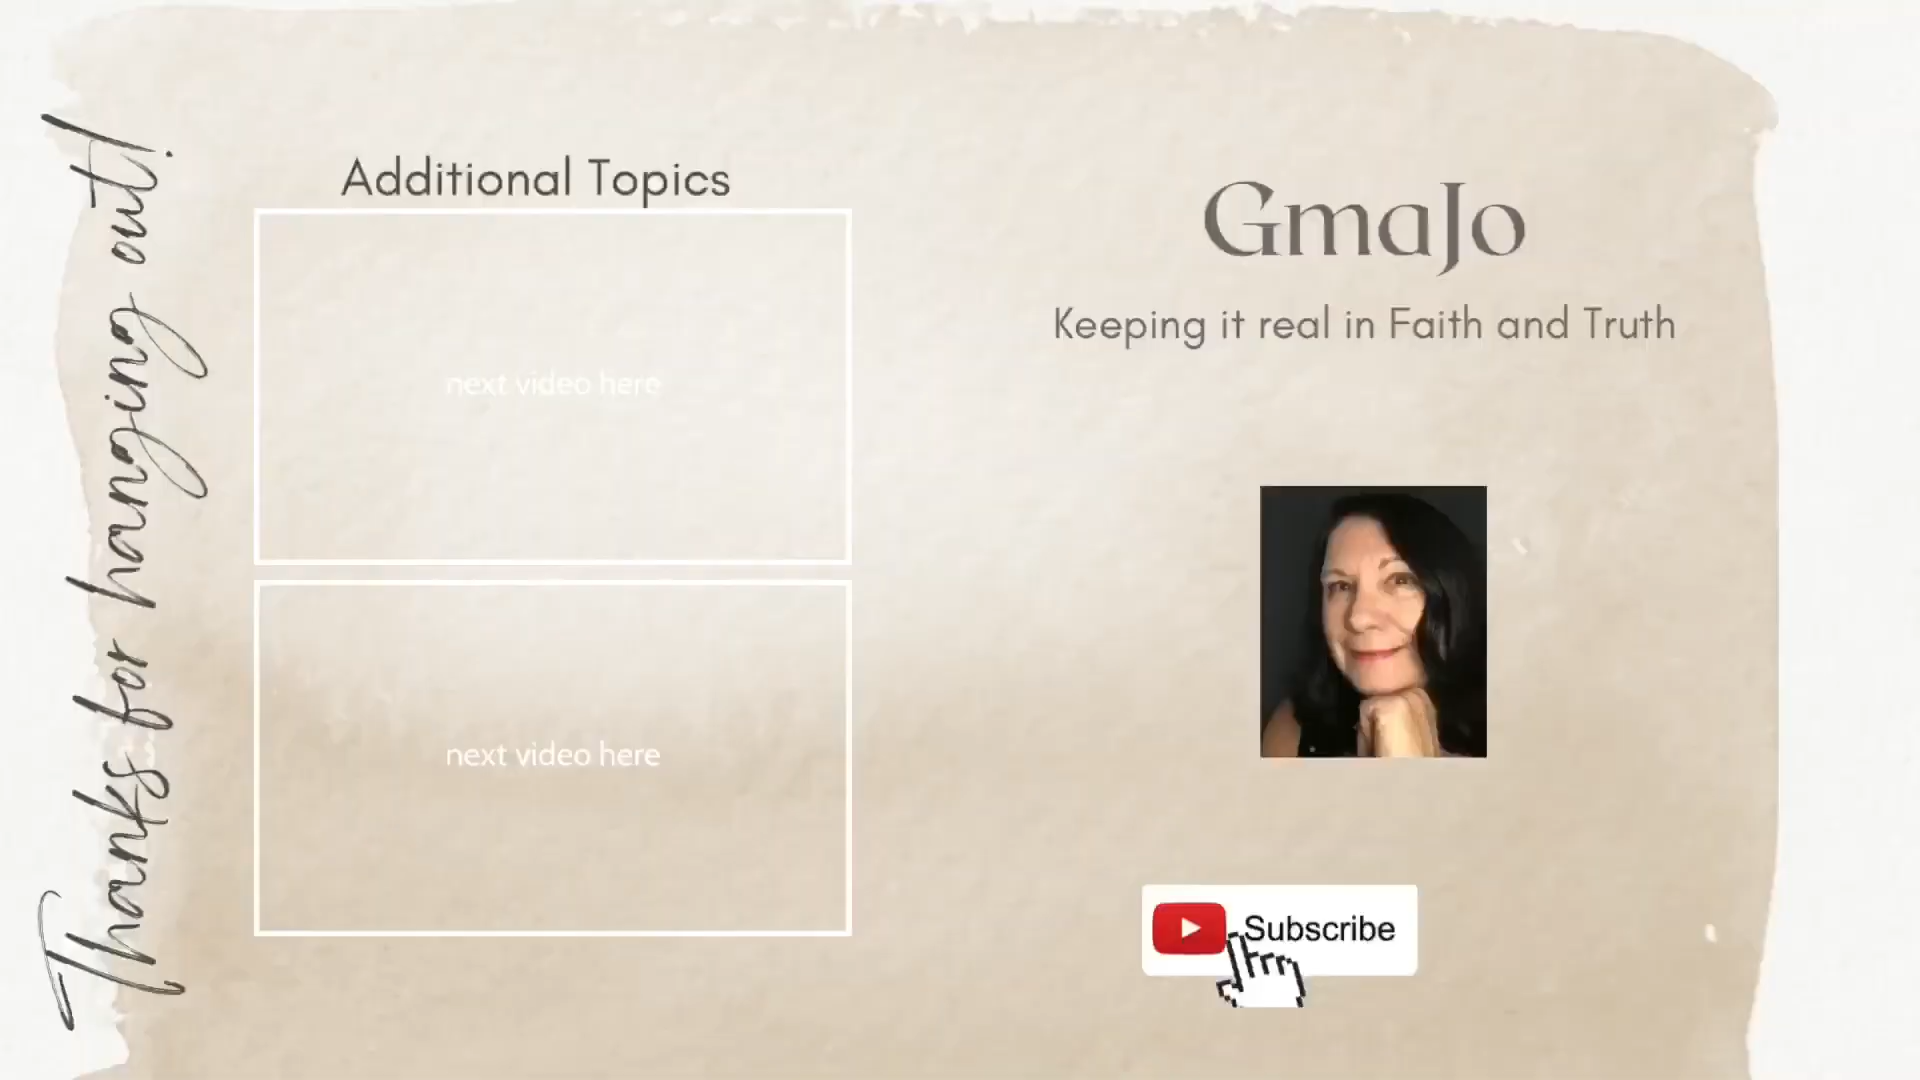 Thanks for hanging out!
Additional Topics
next video here
next video here
GmaJo
Keeping it real in Faith and Truth
Subscribe